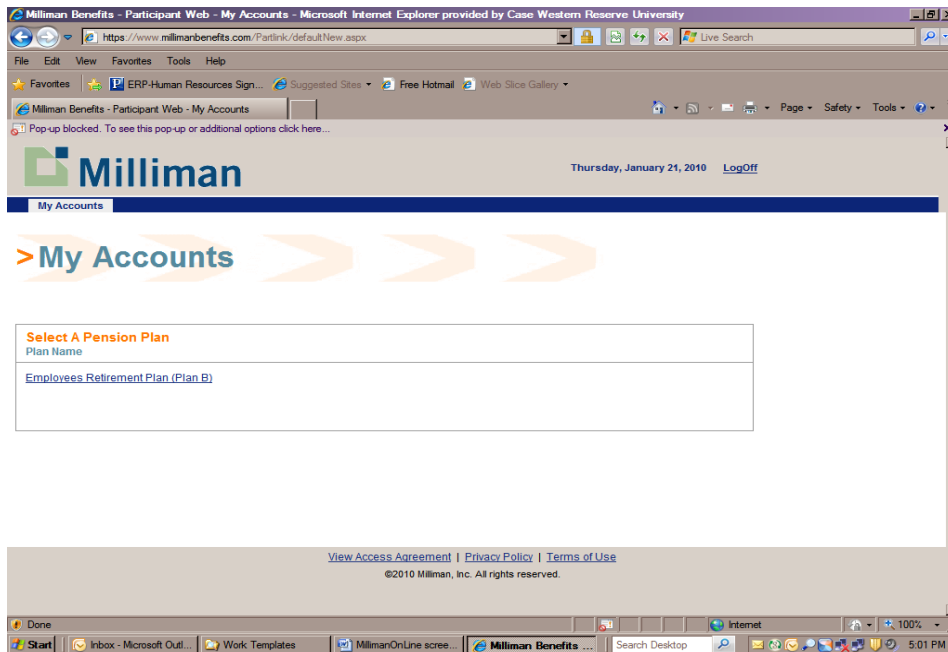 Milliman Benefits - Participant Web - My Accounts - Microsoft Internet Explorer provided by Case Western Reserve University
https://www.millimanbenefits.com/Partlink/defaultNew.aspx
Live Search
File Edit View Favorites Tools Help
Favorites ERP-Human Resources Sign... Suggested Sites Free Hotmail Web Slice Gallery
Milliman Benefits - Participant Web - My Accounts
Page Safety Tools
Pop-up blocked. To see this pop-up or additional options click here...
Milliman
Thursday, January 21, 2010 LogOff
My Accounts
>My Accounts
Select A Pension Plan
Plan Name
Employees Retirement Plan (Plan B)
View Access Agreement | Privacy Policy | Terms of Use
©2010 Milliman, Inc. All rights reserved.
Done Internet 100%
Start Inbox - Microsoft Outl... Work Templates MillimanOnLine scree... Milliman Benefits ... Search Desktop 5:01 PM